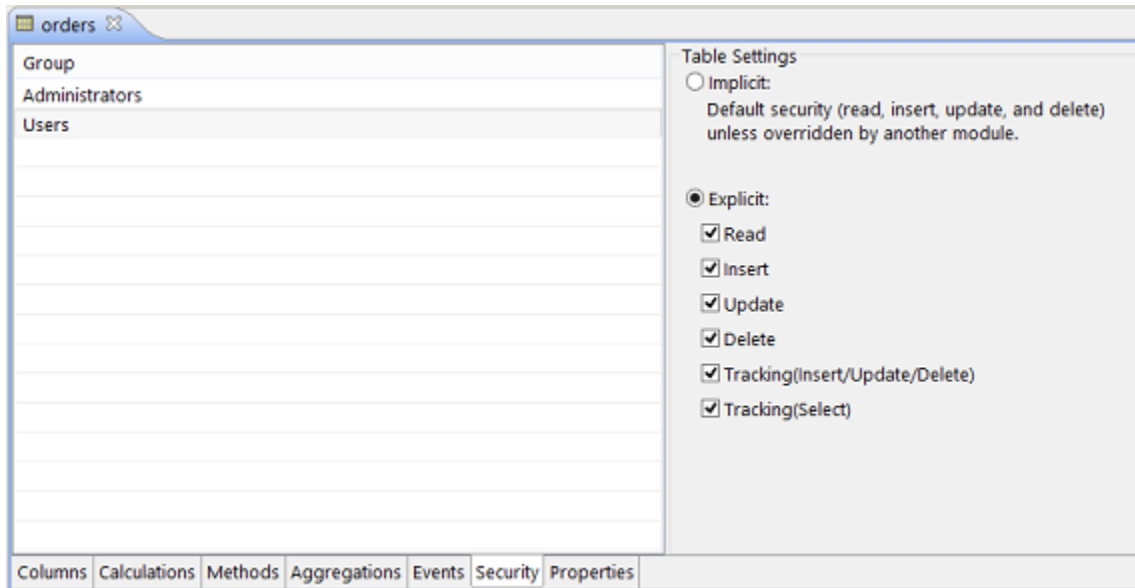 orders
Group
Administrators
Users
Table Settings
Implicit:
Default security (read, insert, update, and delete)
unless overridden by another module.
Explicit:
Read
Insert
Update
Delete
Tracking(Insert/Update/Delete)
Tracking(Select)
Columns Calculations Methods Aggregations Events Security Properties